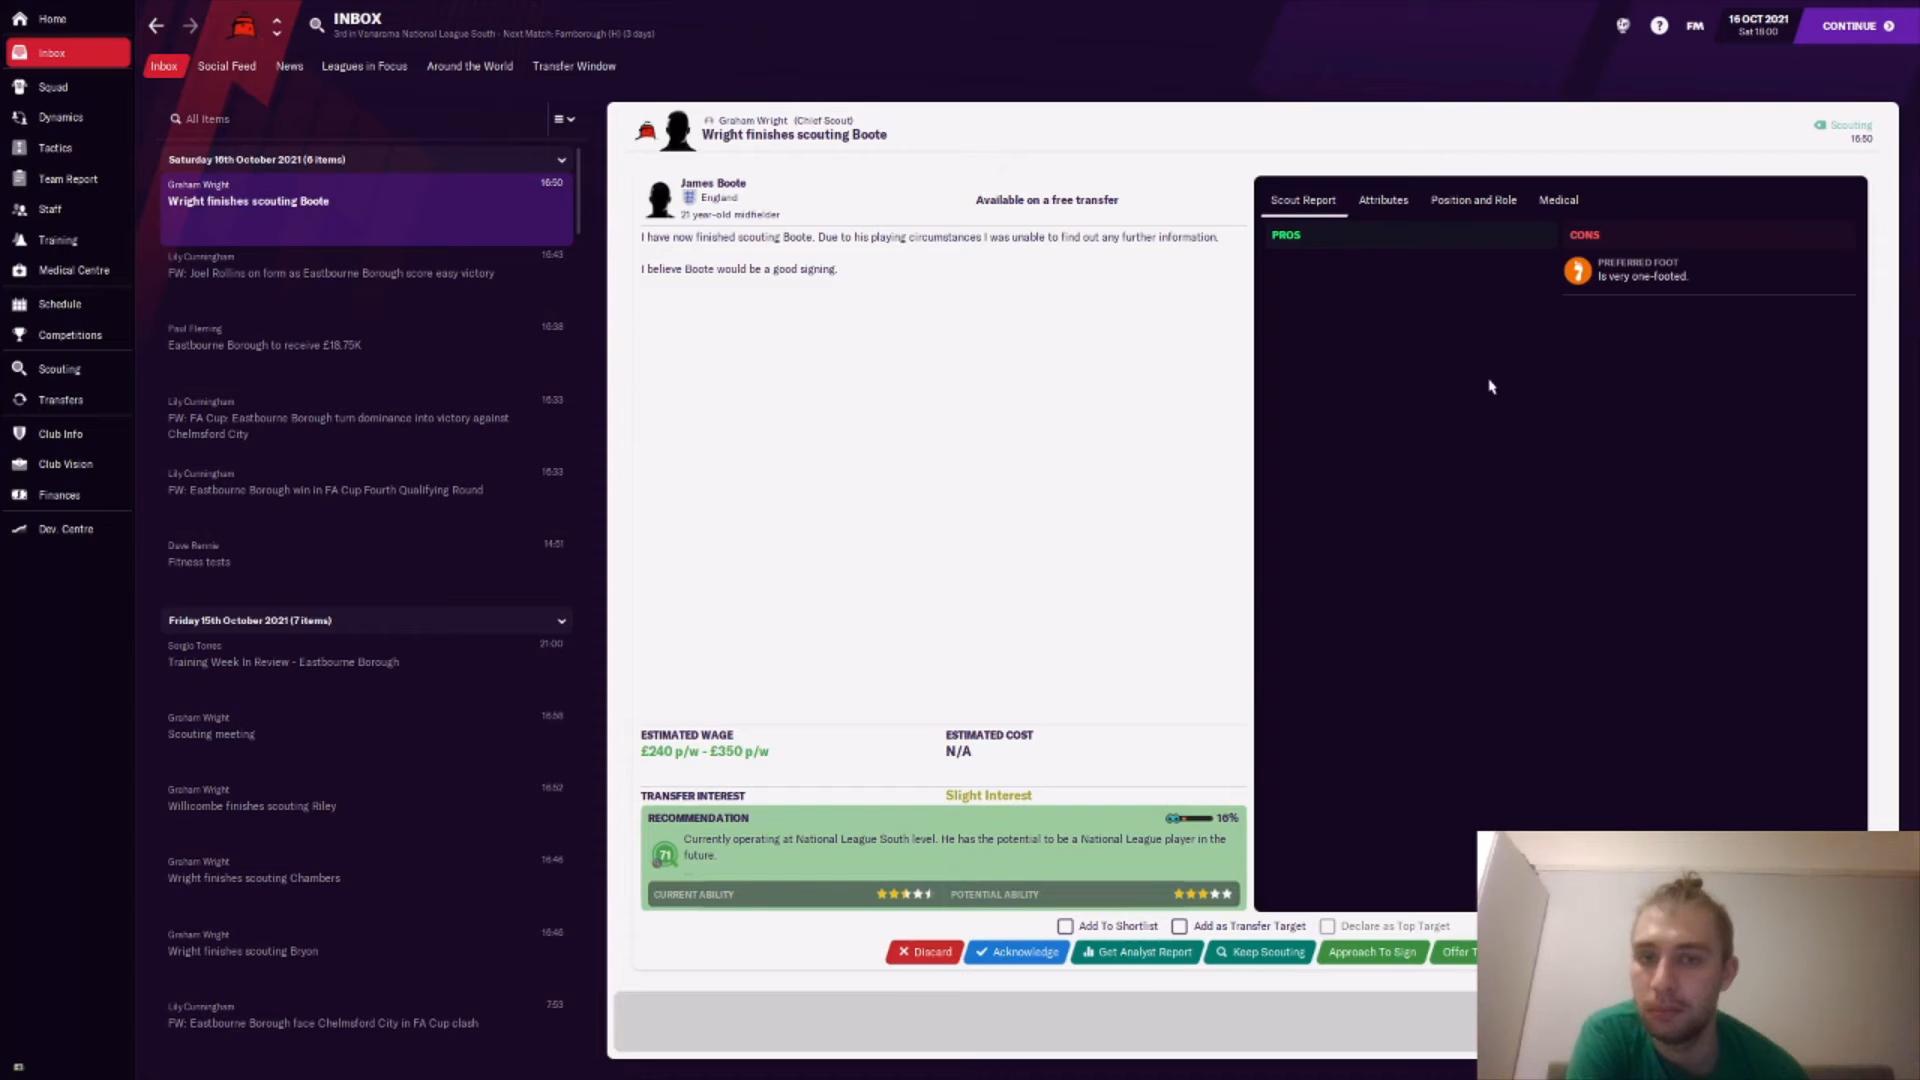 Home
Inbox
Squad
Dynamics
Tactics
Team Report
Staff
Training
Medical Centre
Schedule
Competitions
Scouting
Transfers
Club Info
Club Vision
Finances
Dev. Centre
INBOX
3rd in Vanarama National League South - Next Match: Farnborough (H) (3 days)
FM
16 OCT 2021
Sat 18:00
CONTINUE
Inbox
Social Feed
News
Leagues in Focus
Around the World
Transfer Window
All Items
Saturday 16th October 2021 (6 items)
Graham Wright
16:50
Wright finishes scouting Boote
Lily Cunningham
16:43
FW: Joel Rollins on form as Eastbourne Borough score easy victory
Paul Fleming
16:38
Eastbourne Borough to receive £18.75K
Lily Cunningham
16:33
FW: FA Cup: Eastbourne Borough turn dominance into victory against
Chelmsford City
Lily Cunningham
16:33
FW: Eastbourne Borough win in FA Cup Fourth Qualifying Round
Dave Rennie
14:51
Fitness tests
Friday 15th October 2021 (7 items)
Sergio Torres
21:00
Training Week In Review - Eastbourne Borough
Graham Wright
16:58
Scouting meeting
Graham Wright
16:52
Willicombe finishes scouting Riley
Graham Wright
16:46
Wright finishes scouting Chambers
Graham Wright
16:46
Wright finishes scouting Bryon
Lily Cunningham
7:53
FW: Eastbourne Borough face Chelmsford City in FA Cup clash
Graham Wright (Chief Scout)
Wright finishes scouting Boote
Scouting
16:50
James Boote
England
21 year-old midfielder
Available on a free transfer
I have now finished scouting Boote. Due to his playing circumstances I was unable to find out any further information.
I believe Boote would be a good signing.
ESTIMATED WAGE
£240 p/w - £350 p/w
ESTIMATED COST
N/A
TRANSFER INTEREST
Slight Interest
RECOMMENDATION
16%
71
Currently operating at National League South level. He has the potential to be a National League player in the
future.
CURRENT ABILITY
POTENTIAL ABILITY
Scout Report
Attributes
Position and Role
Medical
PROS
CONS
PREFERRED FOOT
Is very one-footed.
Add To Shortlist
Add as Transfer Target
Declare as Top Target
Discard
Acknowledge
Get Analyst Report
Keep Scouting
Approach To Sign
Offer T